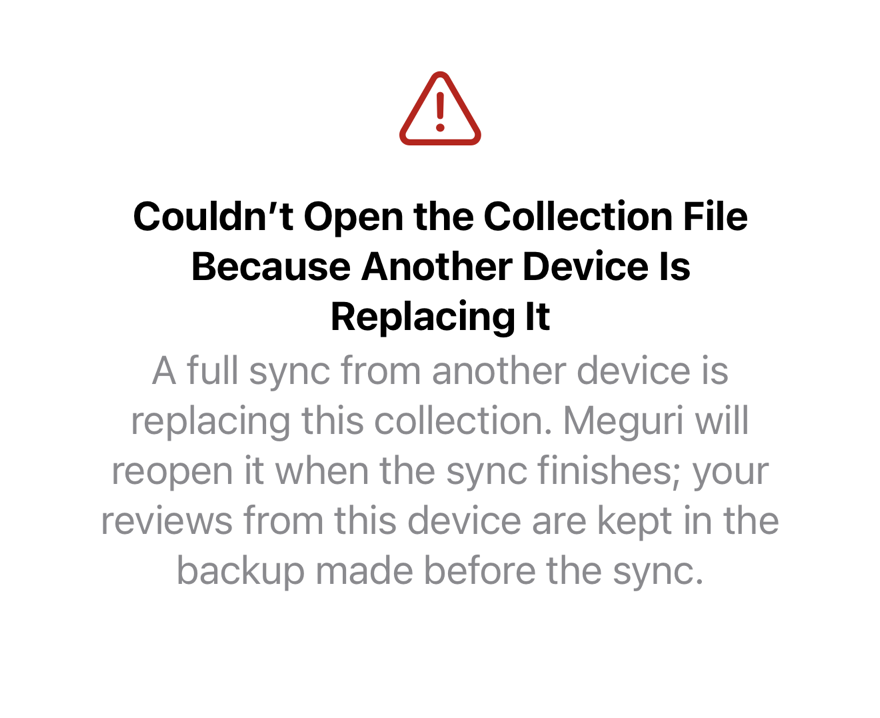 Couldn’t Open the Collection File
Because Another Device Is
Replacing It
A full sync from another device is
replacing this collection. Meguri will
reopen it when the sync finishes; your
reviews from this device are kept in the
backup made before the sync.